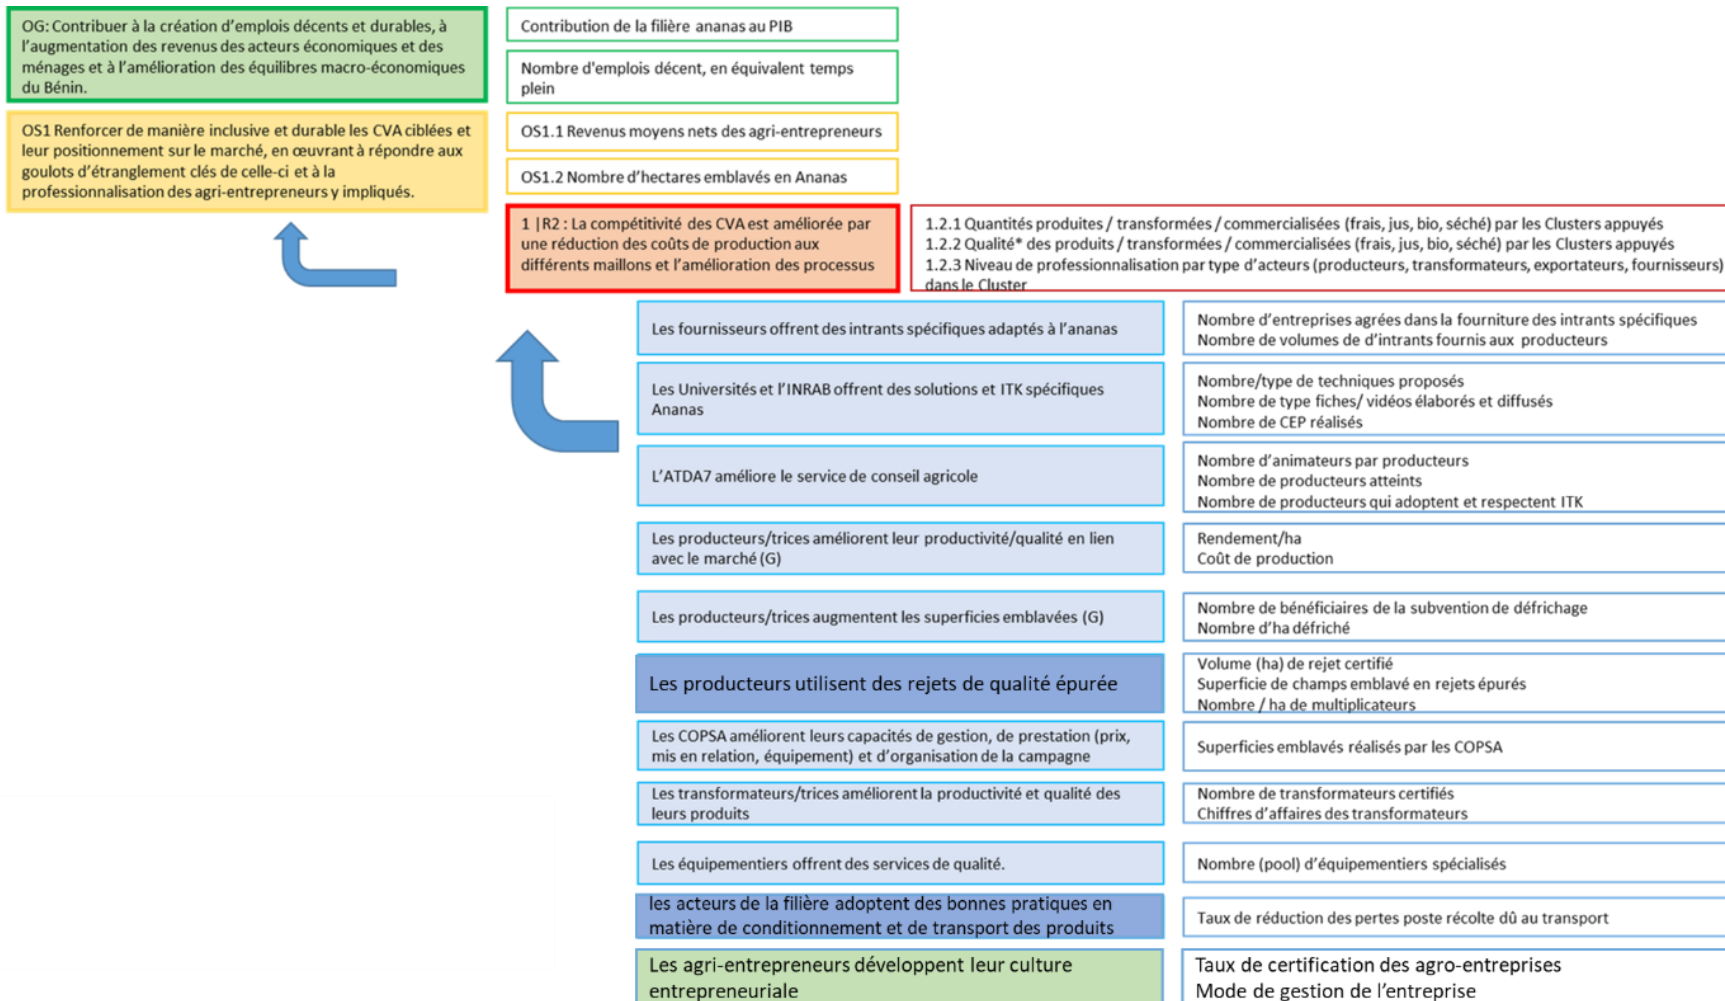 OG: Contribuer à la création d'emplois décents et durables, à
l'augmentation des revenus des acteurs économiques et des
ménages et à l'amélioration des équilibres macro-économiques
du Bénin.
Contribution de la filière ananas au PIB
Nombre d'emplois décent, en équivalent temps
plein
OS1 Renforcer de manière inclusive et durable les CVA ciblées et
leur positionnement sur le marché, en œuvrant à répondre aux
goulots d'étranglement clés de celle-ci et à la
professionnalisation des agri-entrepreneurs y impliqués.
OS1.1 Revenus moyens nets des agri-entrepreneurs
OS1.2 Nombre d'hectares emblavés en Ananas
1 |R2 : La compétitivité des CVA est améliorée par
une réduction des coûts de production aux
différents maillons et l'amélioration des processus
1.2.1 Quantités produites / transformées / commercialisées (frais, jus, bio, séché) par les Clusters appuyés
1.2.2 Qualité* des produits / transformées / commercialisées (frais, jus, bio, séché) par les Clusters appuyés
1.2.3 Niveau de professionnalisation par type d'acteurs (producteurs, transformateurs, exportateurs, fournisseurs)
dans le Cluster
Les fournisseurs offrent des intrants spécifiques adaptés à l'ananas
Nombre d'entreprises agrées dans la fourniture des intrants spécifiques
Nombre de volumes de d'intrants fournis aux producteurs
Les Universités et l'INRAB offrent des solutions et ITK spécifiques
Ananas
Nombre/type de techniques proposés
Nombre de type fiches/ vidéos élaborés et diffusés
Nombre de CEP réalisés
L'ATDA7 améliore le service de conseil agricole
Nombre d'animateurs par producteurs
Nombre de producteurs atteints
Nombre de producteurs qui adoptent et respectent ITK
Les producteurs/trices améliorent leur productivité/qualité en lien
avec le marché (G)
Rendement/ha
Coût de production
Les producteurs/trices augmentent les superficies emblavées (G)
Nombre de bénéficiaires de la subvention de défrichage
Nombre d'ha défriché
Les producteurs utilisent des rejets de qualité épurée
Volume (ha) de rejet certifié
Superficie de champs emblavé en rejets épurés
Nombre / ha de multiplicateurs
Les COPSA améliorent leurs capacités de gestion, de prestation (prix,
mis en relation, équipement) et d'organisation de la campagne
Superficies emblavés réalisés par les COPSA
Les transformateurs/trices améliorent la productivité et qualité des
leurs produits
Nombre de transformateurs certifiés
Chiffres d'affaires des transformateurs
Les équipementiers offrent des services de qualité.
Nombre (pool) d'équipementiers spécialisés
les acteurs de la filière adoptent des bonnes pratiques en
matière de conditionnement et de transport des produits
Taux de réduction des pertes poste récolte dû au transport
Les agri-entrepreneurs développent leur culture
entrepreneuriale
Taux de certification des agro-entreprises
Mode de gestion de l'entreprise